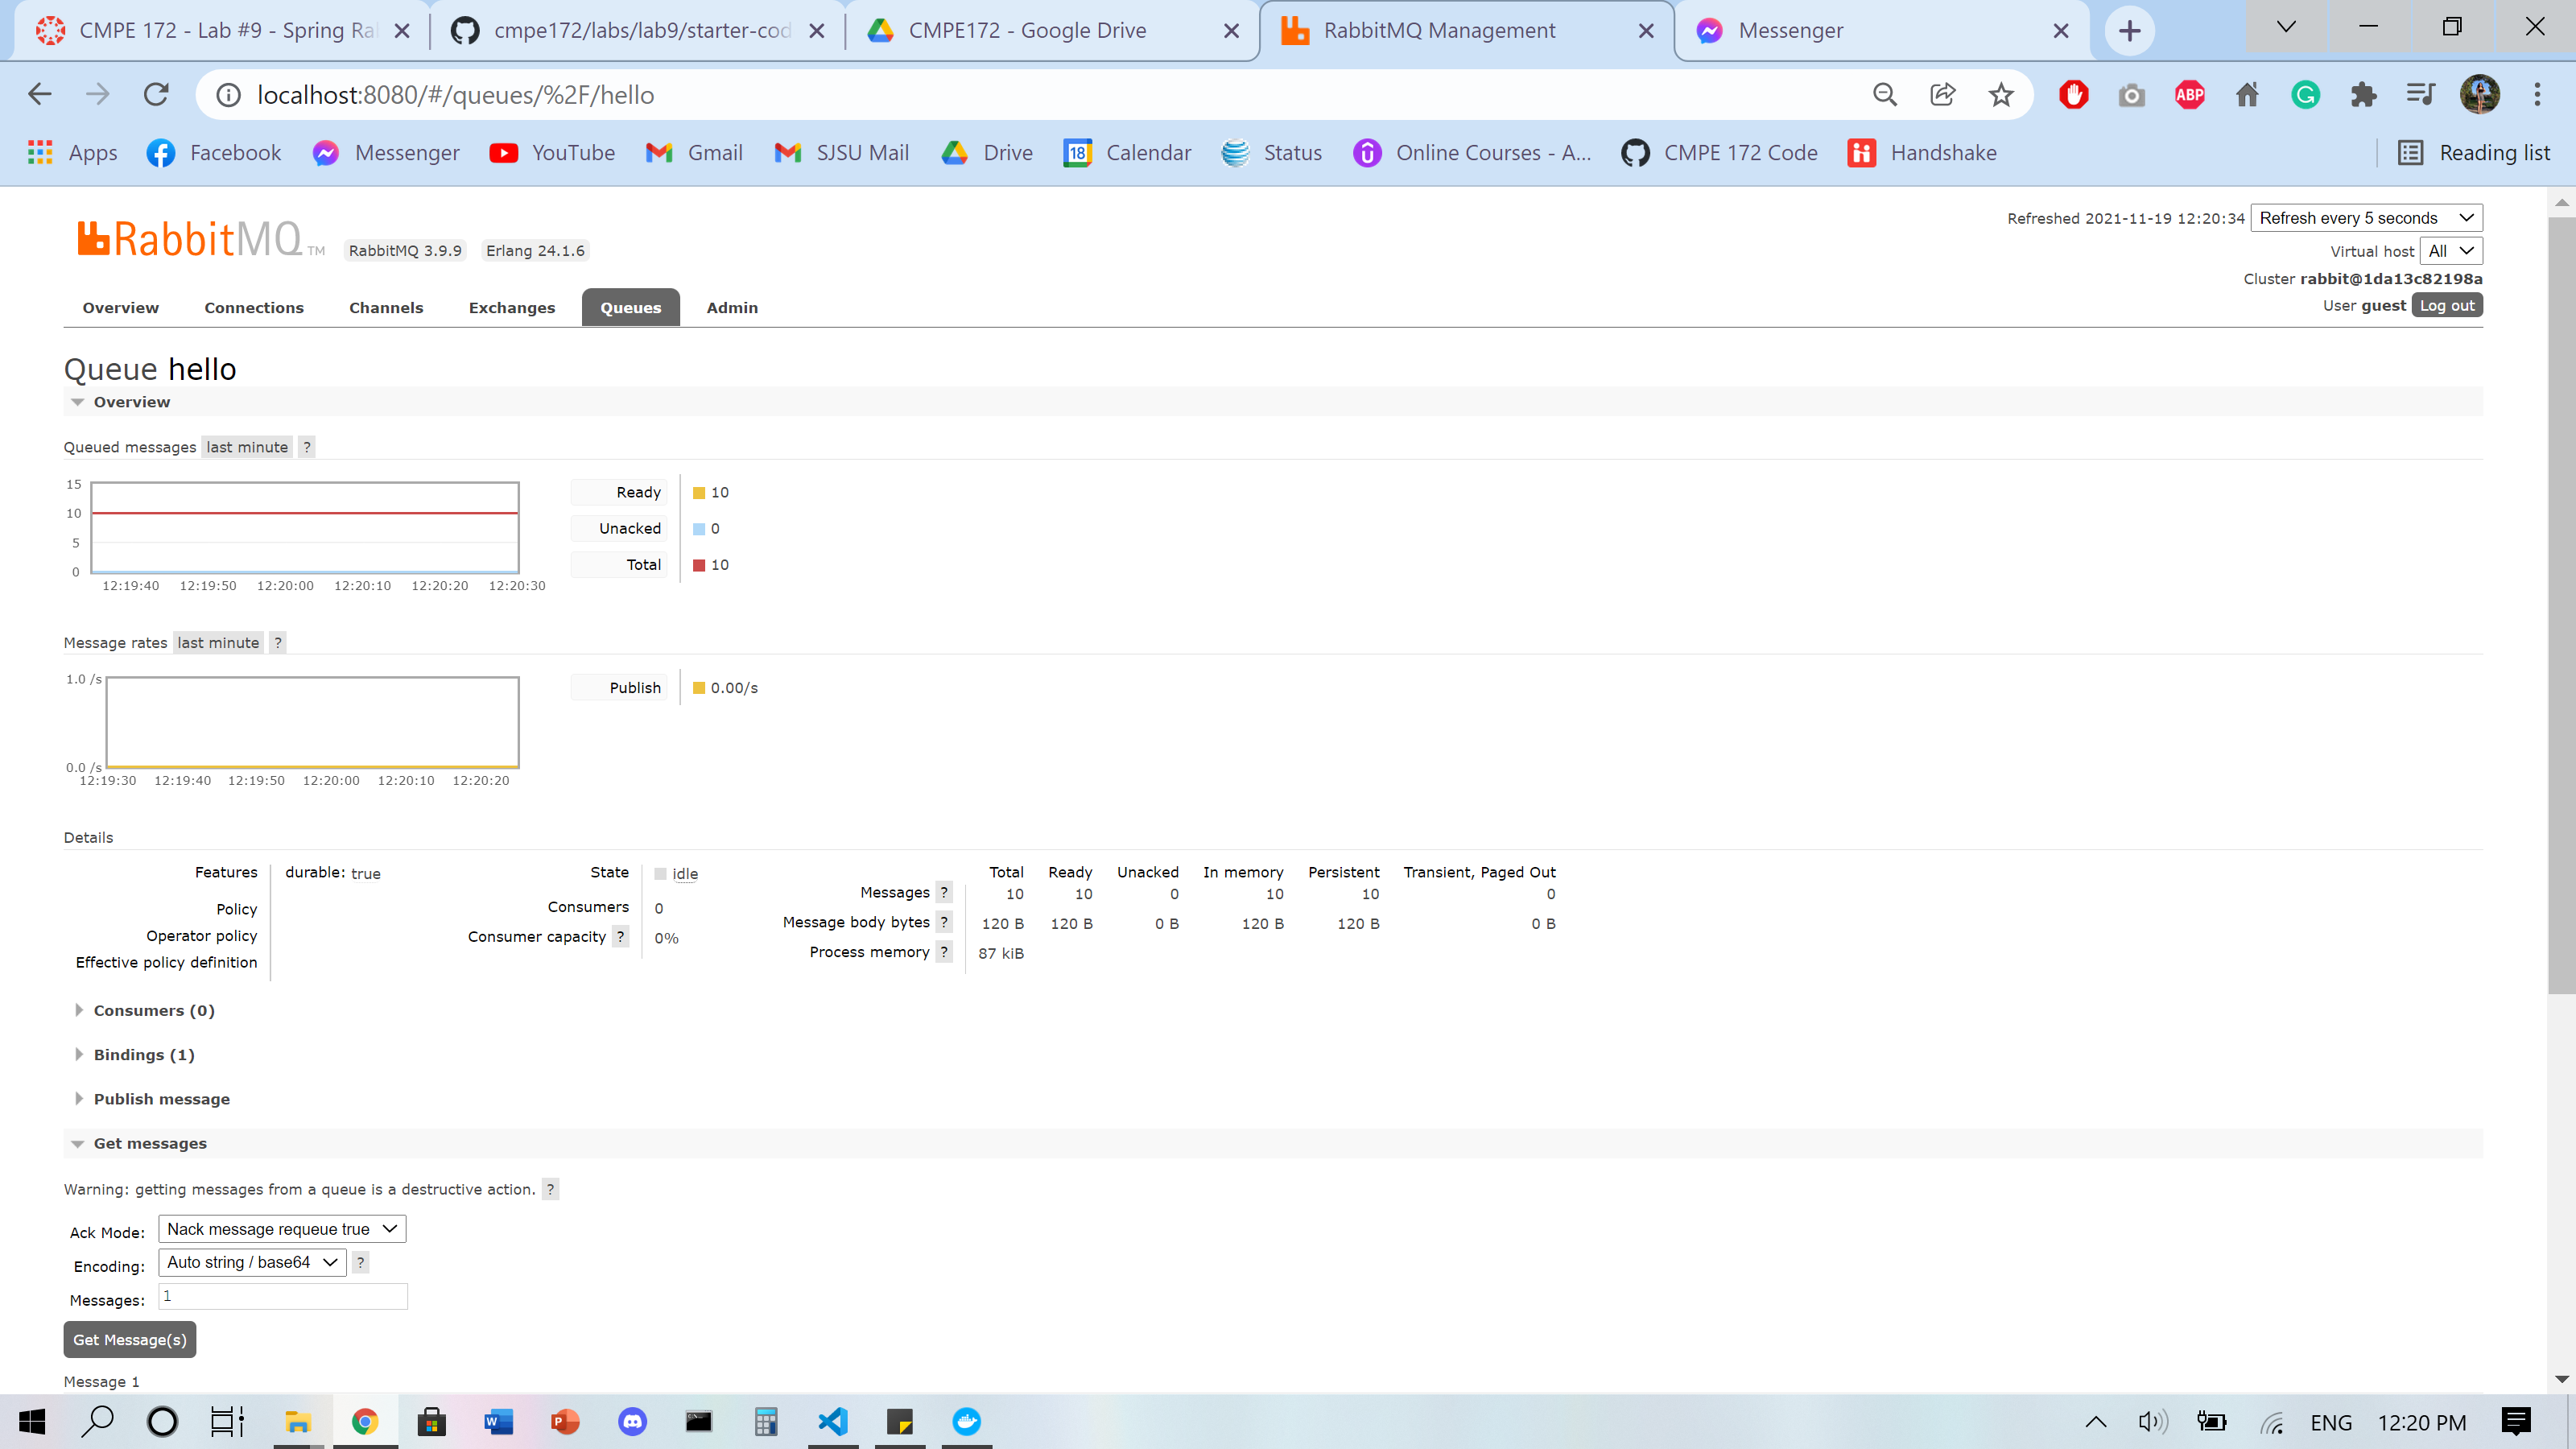 CMPE 172 - Lab #9 - Spring Ra
cmpe172/labs/lab9/starter-cod
CMPE172 - Google Drive
RabbitMQ Management
Messenger
localhost:8080/#/queues/%2F/hello
ABP
Apps
Facebook
Messenger
YouTube
Gmail
SJSU Mail
Drive
18
Calendar
Status
Online Courses - A...
CMPE 172 Code
Handshake
Reading list
RabbitMQ TM
RabbitMQ 3.9.9
Erlang 24.1.6
Refreshed 2021-11-19 12:20:34
Refresh every 5 seconds
Virtual host All
Cluster rabbit@1da13c82198a
User guest Log out
Overview
Connections
Channels
Exchanges
Queues
Admin
Queue hello
Overview
Queued messages last minute ?
15
10
5
0
12:19:40 12:19:50 12:20:00 12:20:10 12:20:20 12:20:30
Ready 10
Unacked 0
Total 10
Message rates last minute ?
1.0 /s
0.0 /s
12:19:30 12:19:40 12:19:50 12:20:00 12:20:10 12:20:20
Publish 0.00/s
Details
Features durable: true
Policy
Operator policy
Effective policy definition
State idle
Consumers 0
Consumer capacity ? 0%
Total Ready Unacked In memory Persistent Transient, Paged Out
Messages ? 10 10 0 10 10 0
Message body bytes ? 120 B 120 B 0 B 120 B 120 B 0 B
Process memory ? 87 kiB
Consumers (0)
Bindings (1)
Publish message
Get messages
Warning: getting messages from a queue is a destructive action. ?
Ack Mode: Nack message requeue true
Encoding: Auto string / base64 ?
Messages: 1
Get Message(s)
Message 1
ENG
12:20 PM